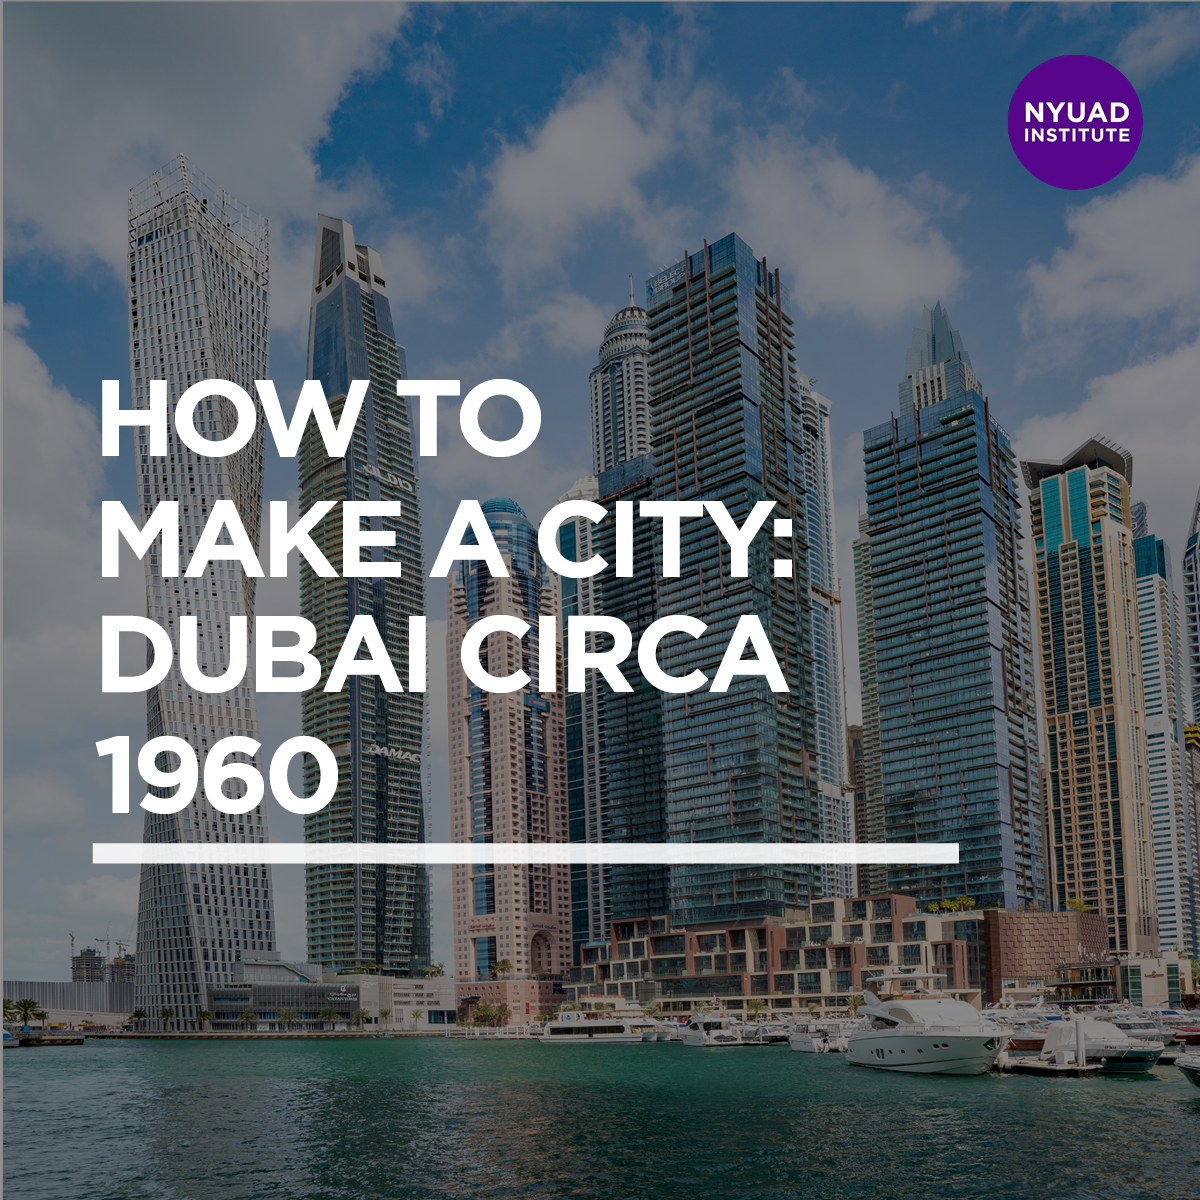 NYUAD
INSTITUTE
HOW TO
MAKE A CITY:
DUBAI CIRCA
1960
DAMAC